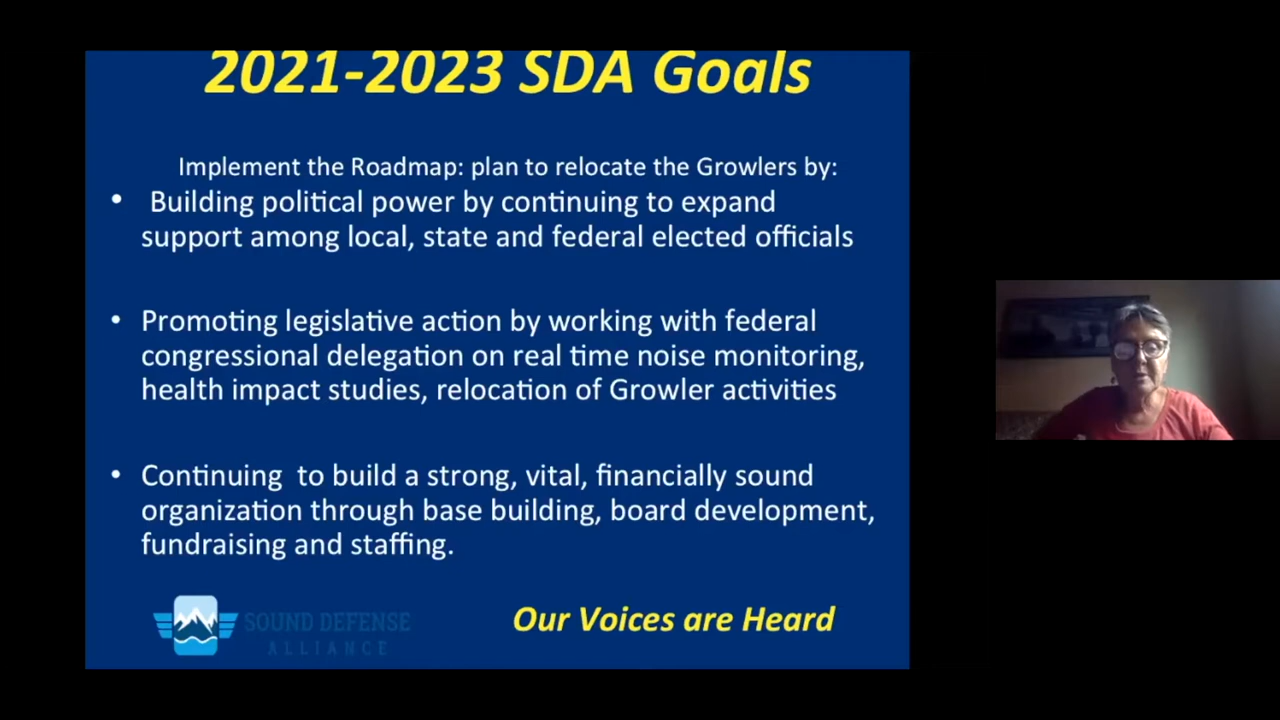 2021-2023 SDA Goals
Implement the Roadmap: plan to relocate the Growlers by:
• Building political power by continuing to expand
support among local, state and federal elected officials
• Promoting legislative action by working with federal
congressional delegation on real time noise monitoring,
health impact studies, relocation of Growler activities
• Continuing to build a strong, vital, financially sound
organization through base building, board development,
fundraising and staffing.
SOUND DEFENSE
ALLIANCE
Our Voices are Heard